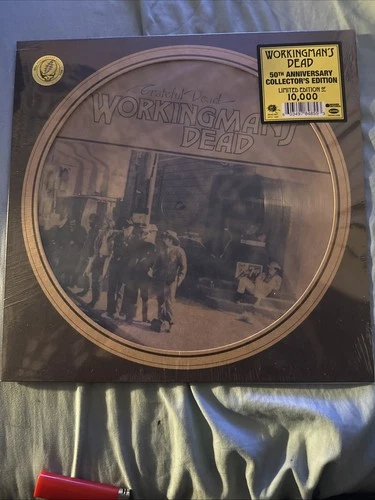 WORKINGMAN'S
DEAD
50TH ANNIVERSARY
COLLECTOR'S EDITION
LIMITED EDITION OF
10,000
Grateful Dead
WORKINGMAN'S
DEAD